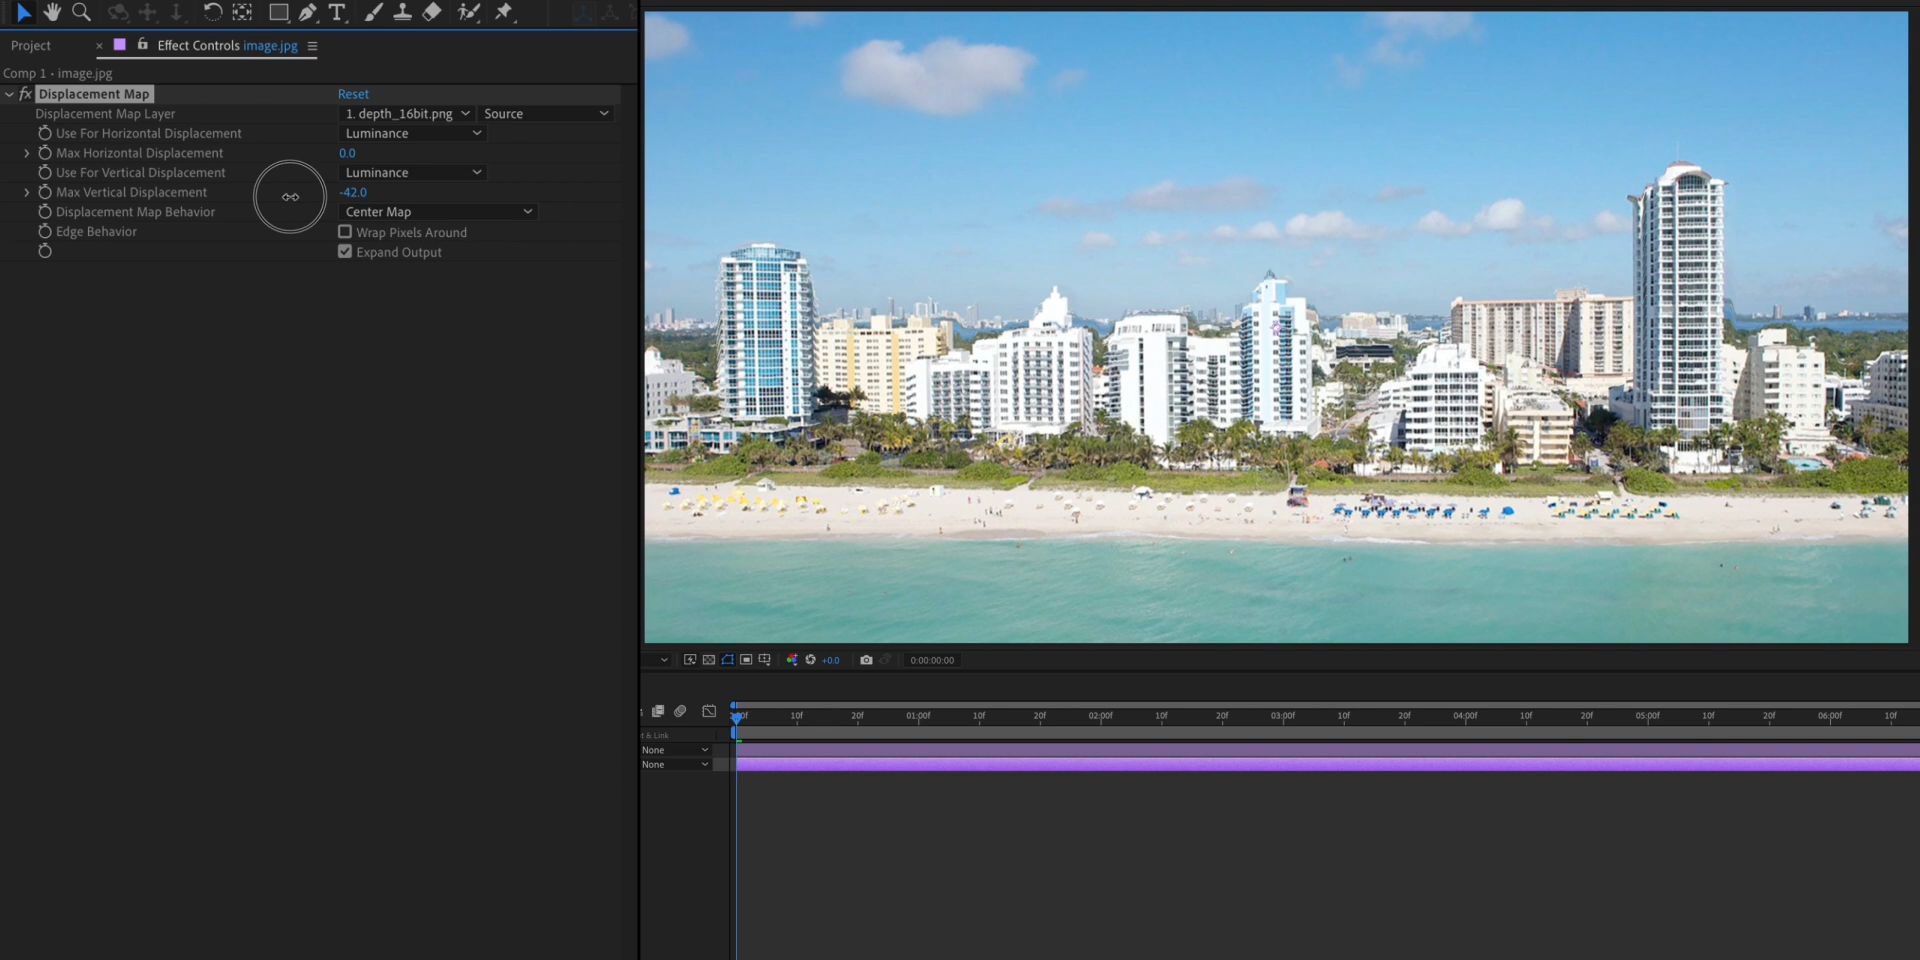 Project
Effect Controls image.jpg
Comp 1 • image.jpg
fx Displacement Map Reset
Displacement Map Layer 1. depth_16bit.png Source
Use For Horizontal Displacement Luminance
Max Horizontal Displacement 0.0
Use For Vertical Displacement Luminance
Max Vertical Displacement -42.0
Displacement Map Behavior Center Map
Edge Behavior Wrap Pixels Around
Expand Output
+0.0 0:00:00:00
10f 20f 01:00f 10f 20f 02:00f 10f 20f 03:00f 10f 20f 04:00f 10f 20f 05:00f 10f 20f 06:00f 10f
& Link
None
None